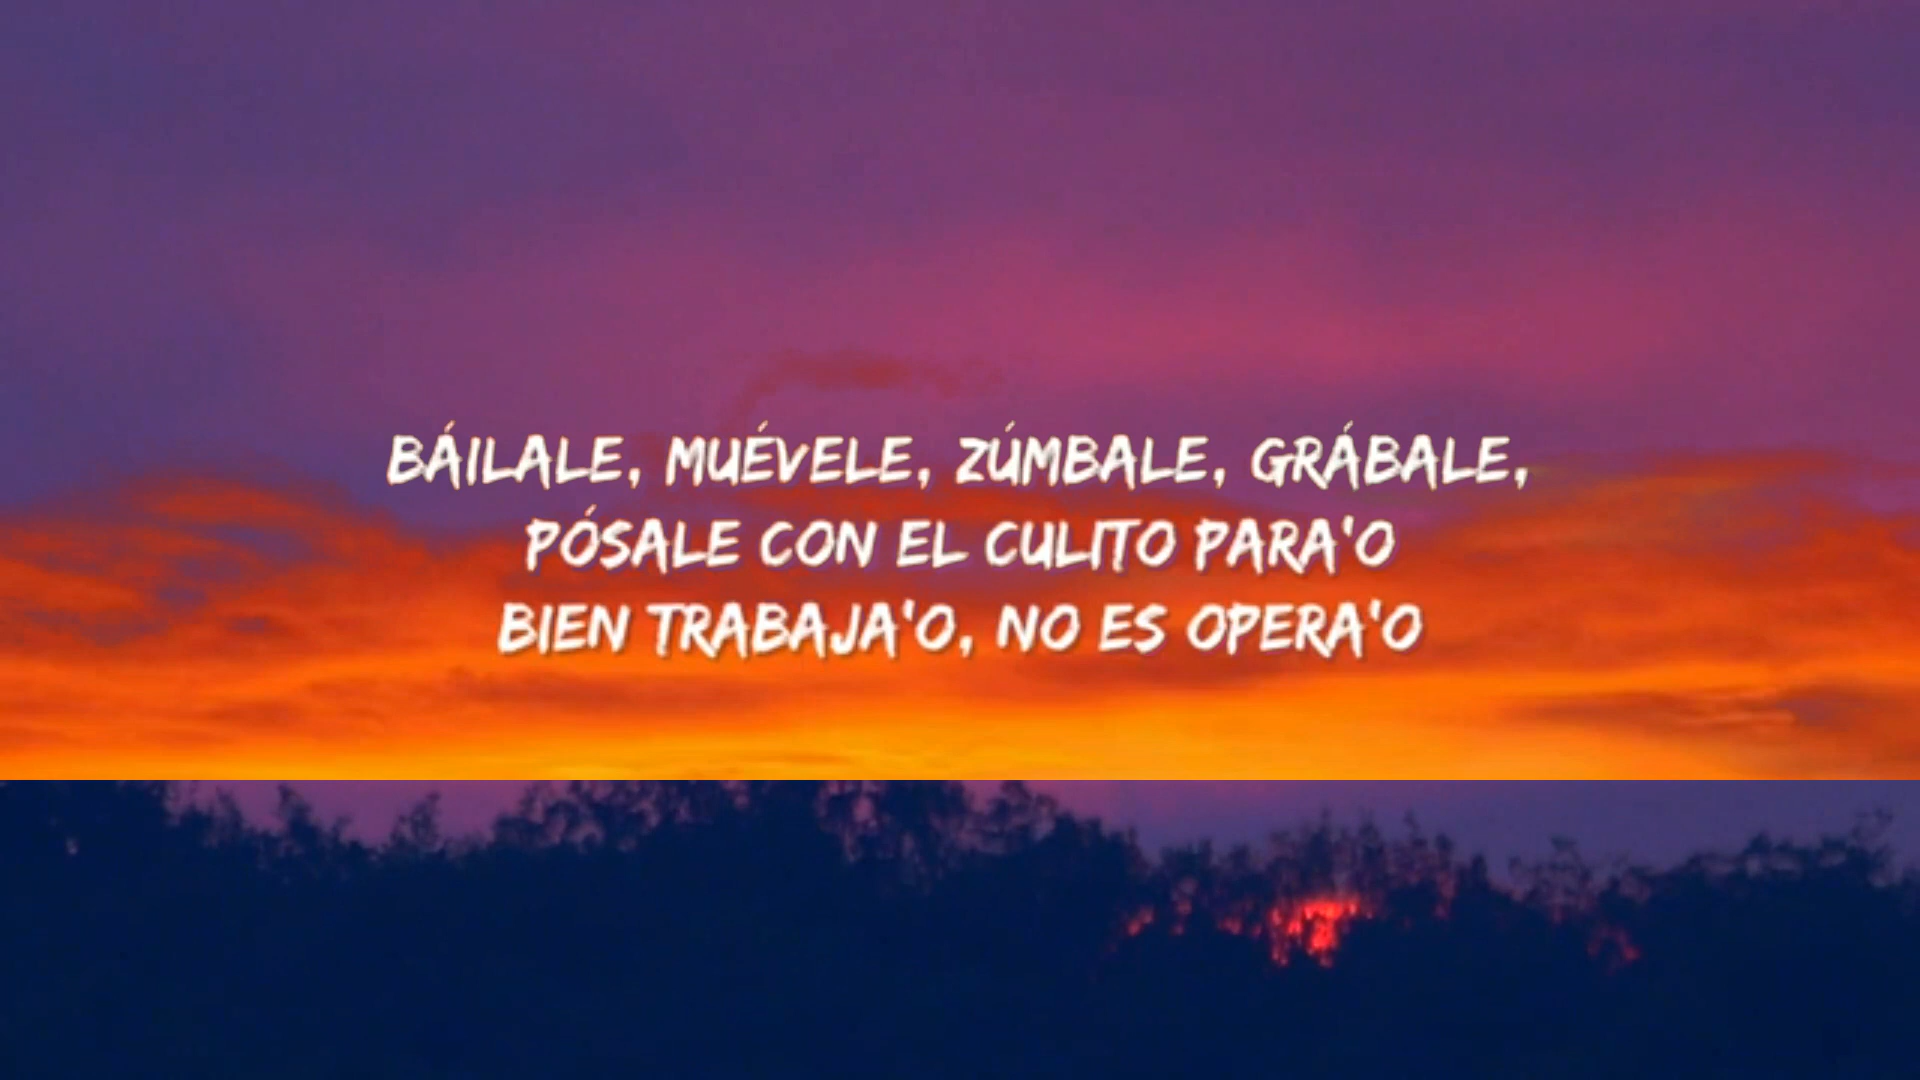 BÁILALE, MUÉVELE, ZÚMBALE, GRÁBALE,
PÓSALE CON EL CULITO PARA'O
BIEN TRABAJA'O, NO ES OPERA'O